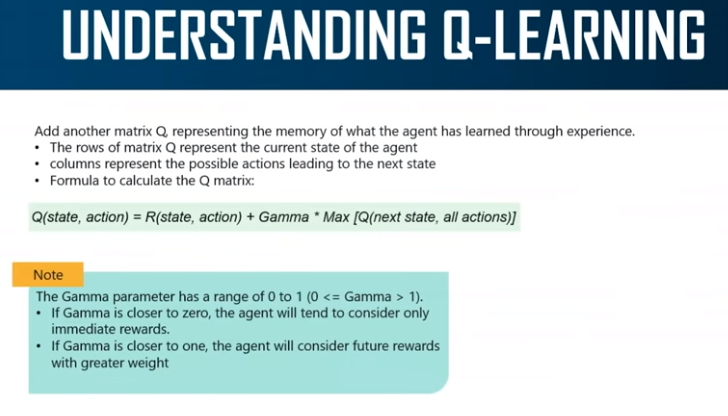 UNDERSTANDING Q-LEARNING
Add another matrix Q, representing the memory of what the agent has learned through experience.
• The rows of matrix Q represent the current state of the agent
• columns represent the possible actions leading to the next state
• Formula to calculate the Q matrix:
Q(state, action) = R(state, action) + Gamma * Max [Q(next state, all actions)]
Note
The Gamma parameter has a range of 0 to 1 (0 <= Gamma > 1).
• If Gamma is closer to zero, the agent will tend to consider only
immediate rewards.
• If Gamma is closer to one, the agent will consider future rewards
with greater weight